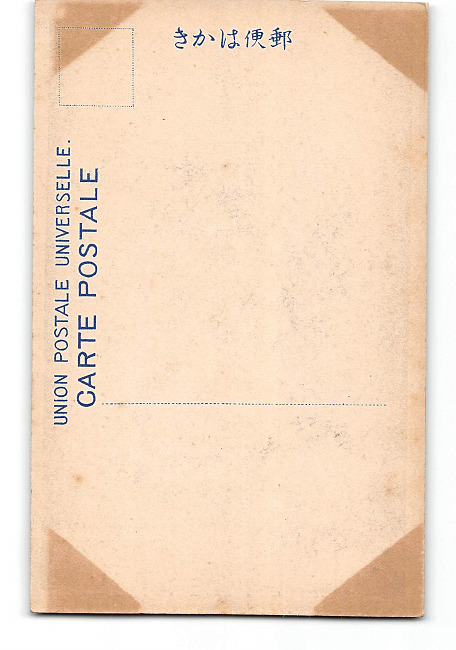 きかは便郵
UNION POSTALE UNIVERSELLE.
CARTE POSTALE